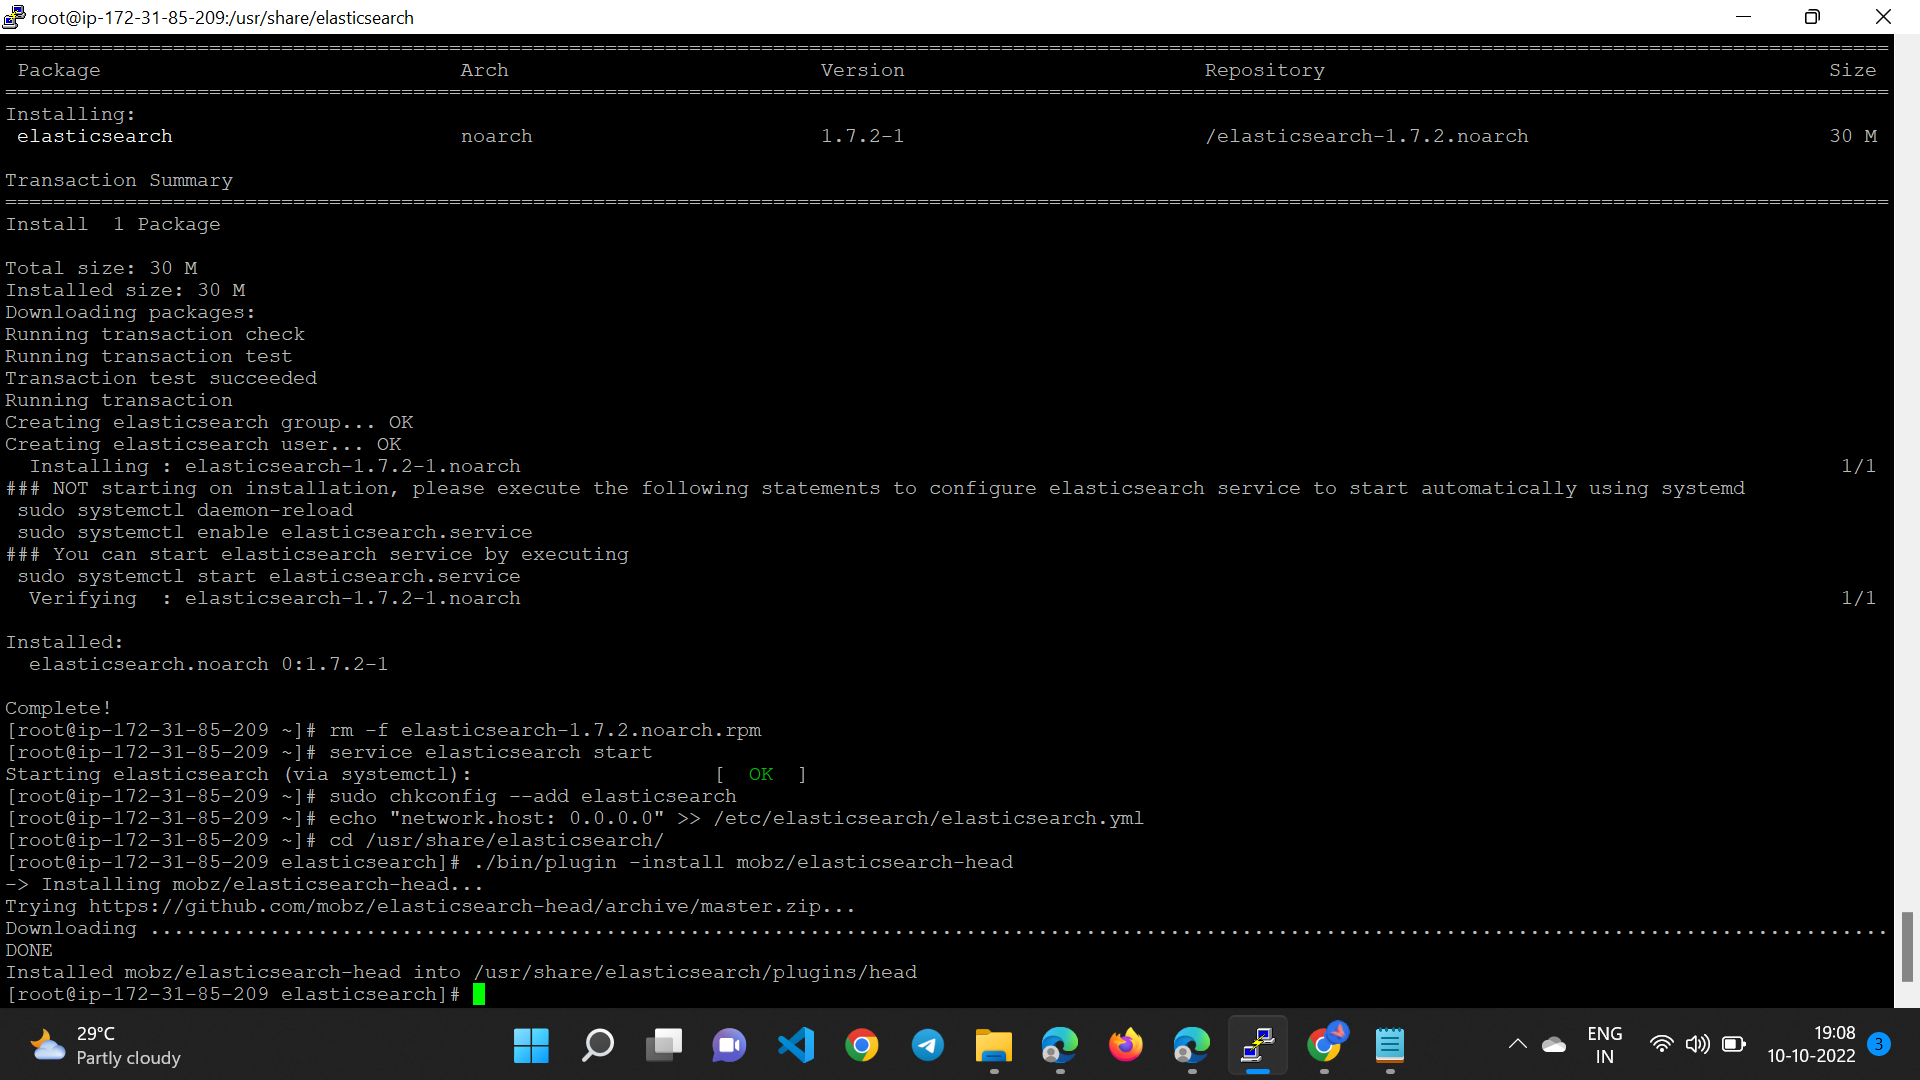 root@ip-172-31-85-209:/usr/share/elasticsearch
================================================================================
Package Arch Version Repository Size
================================================================================
Installing:
elasticsearch noarch 1.7.2-1 /elasticsearch-1.7.2.noarch 30 M
Transaction Summary
================================================================================
Install 1 Package
Total size: 30 M
Installed size: 30 M
Downloading packages:
Running transaction check
Running transaction test
Transaction test succeeded
Running transaction
Creating elasticsearch group... OK
Creating elasticsearch user... OK
Installing : elasticsearch-1.7.2-1.noarch 1/1
### NOT starting on installation, please execute the following statements to configure elasticsearch service to start automatically using systemd
sudo systemctl daemon-reload
sudo systemctl enable elasticsearch.service
### You can start elasticsearch service by executing
sudo systemctl start elasticsearch.service
Verifying : elasticsearch-1.7.2-1.noarch 1/1
Installed:
elasticsearch.noarch 0:1.7.2-1
Complete!
[root@ip-172-31-85-209 ~]# rm -f elasticsearch-1.7.2.noarch.rpm
[root@ip-172-31-85-209 ~]# service elasticsearch start
Starting elasticsearch (via systemctl): [ OK ]
[root@ip-172-31-85-209 ~]# sudo chkconfig --add elasticsearch
[root@ip-172-31-85-209 ~]# echo "network.host: 0.0.0.0" >> /etc/elasticsearch/elasticsearch.yml
[root@ip-172-31-85-209 ~]# cd /usr/share/elasticsearch/
[root@ip-172-31-85-209 elasticsearch]# ./bin/plugin -install mobz/elasticsearch-head
-> Installing mobz/elasticsearch-head...
Trying https://github.com/mobz/elasticsearch-head/archive/master.zip...
Downloading ................................................................................
DONE
Installed mobz/elasticsearch-head into /usr/share/elasticsearch/plugins/head
[root@ip-172-31-85-209 elasticsearch]#
29°C
Partly cloudy
ENG
IN
19:08
10-10-2022
3